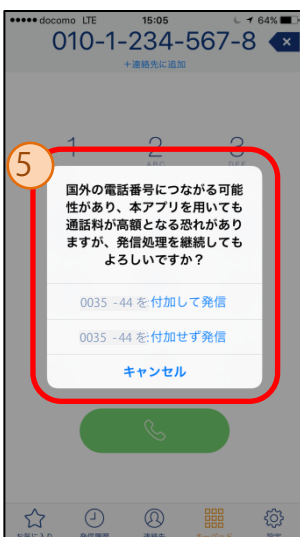 ●●●●● docomo LTE 15:05 64%
010-1-234-567-8
+連絡先に追加
1 2 3
ABC DEF
5
国外の電話番号につながる可能
性があり、本アプリを用いても
通話料が高額となる恐れがあり
ますが、発信処理を継続しても
よろしいですか？
0035 -44 を付加して発信
0035 -44 を付加せず発信
キャンセル
お気に入り 発信履歴 連絡先 キーパッド 設定